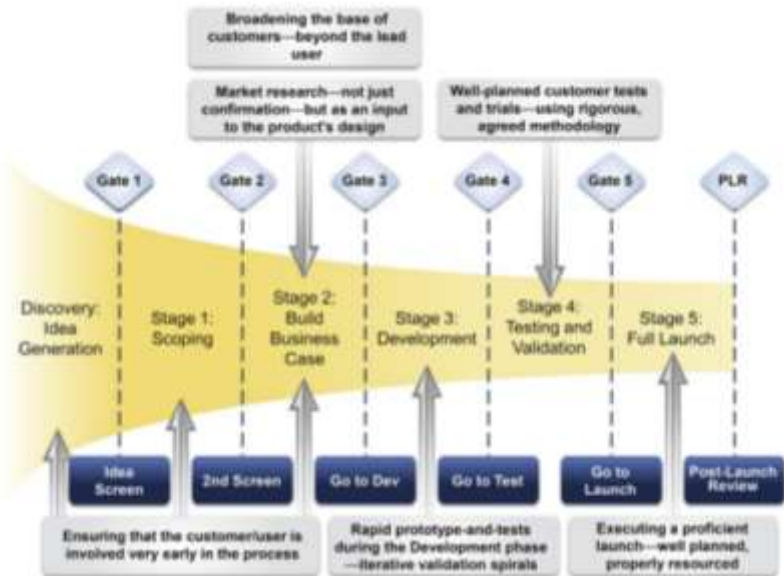 Broadening the base of
customers—beyond the lead
user
Market research—not just
confirmation—but as an input
to the product's design
Well-planned customer tests
and trials—using rigorous,
agreed methodology
Gate 1
Gate 2
Gate 3
Gate 4
Gate 5
PLR
Discovery:
Idea
Generation
Stage 1:
Scoping
Stage 2:
Build
Business
Case
Stage 3:
Development
Stage 4:
Testing and
Validation
Stage 5:
Full Launch
Idea
Screen
2nd Screen
Go to Dev
Go to Test
Go to
Launch
Post-Launch
Review
Ensuring that the customer/user is
involved very early in the process
Rapid prototype-and-tests
during the Development phase
—iterative validation spirals
Executing a proficient
launch—well planned,
properly resourced